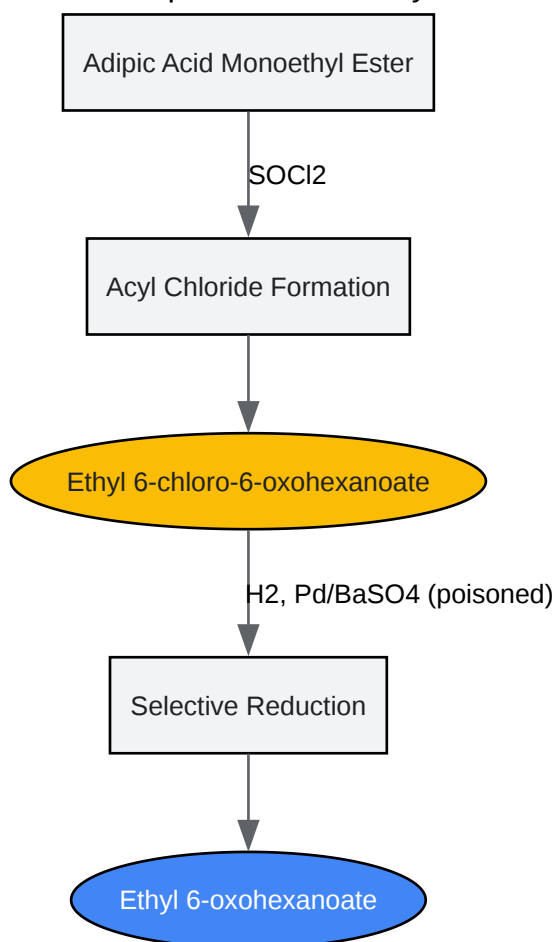 Adipic Acid Monoethyl Ester
SOCl2
Acyl Chloride Formation
Ethyl 6-chloro-6-oxohexanoate
H2, Pd/BaSO4 (poisoned)
Selective Reduction
Ethyl 6-oxohexanoate